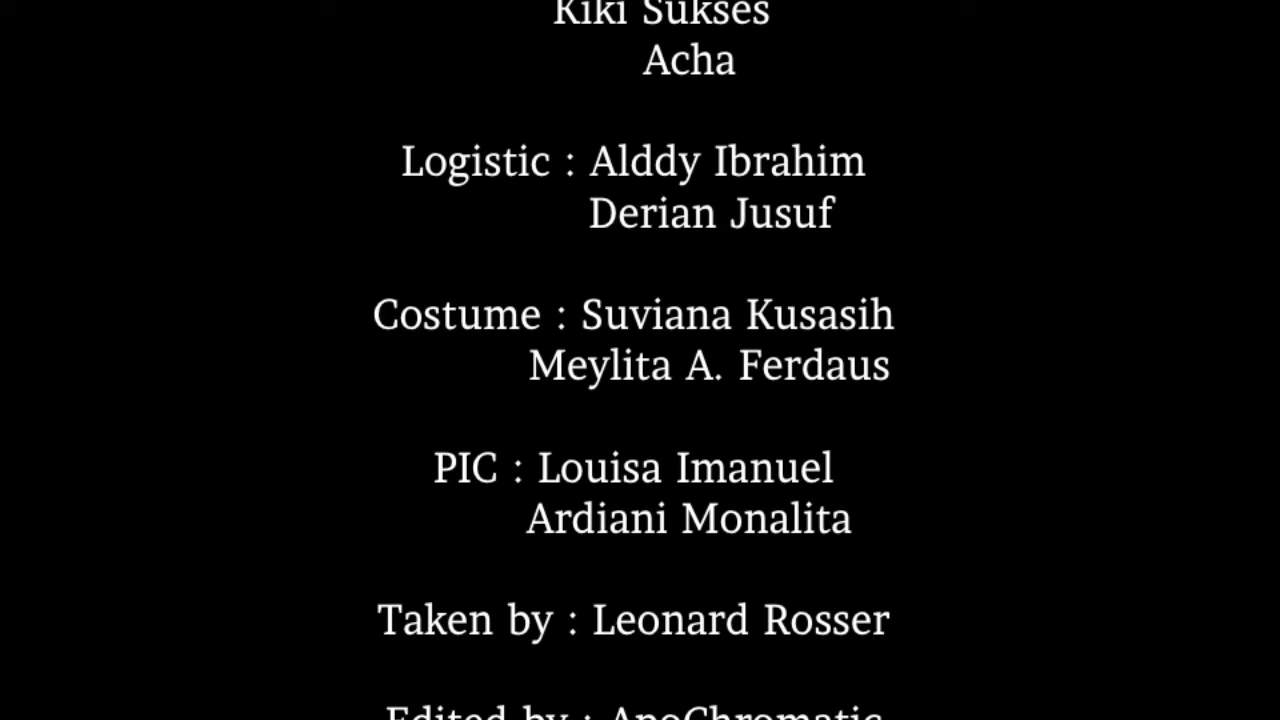 Kiki Sukses
Acha
Logistic : Alddy Ibrahim
Derian Jusuf
Costume : Suviana Kusasih
Meylita A. Ferdaus
PIC : Louisa Imanuel
Ardiani Monalita
Taken by : Leonard Rosser
Edited by : ApoChromatic